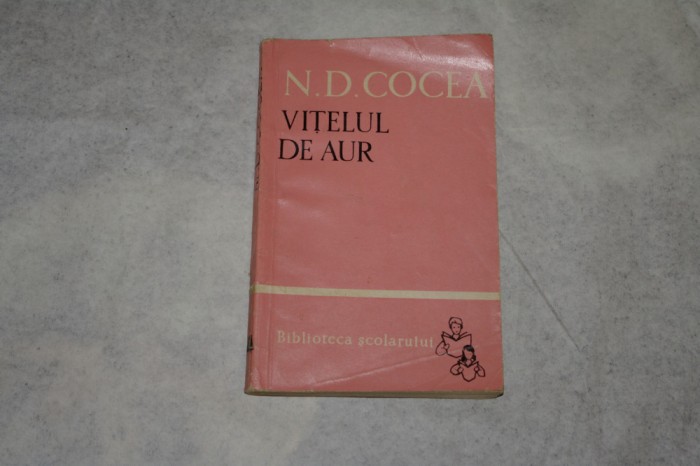 N.D. COCEA
VIȚELUL
DE AUR
Biblioteca școlarului